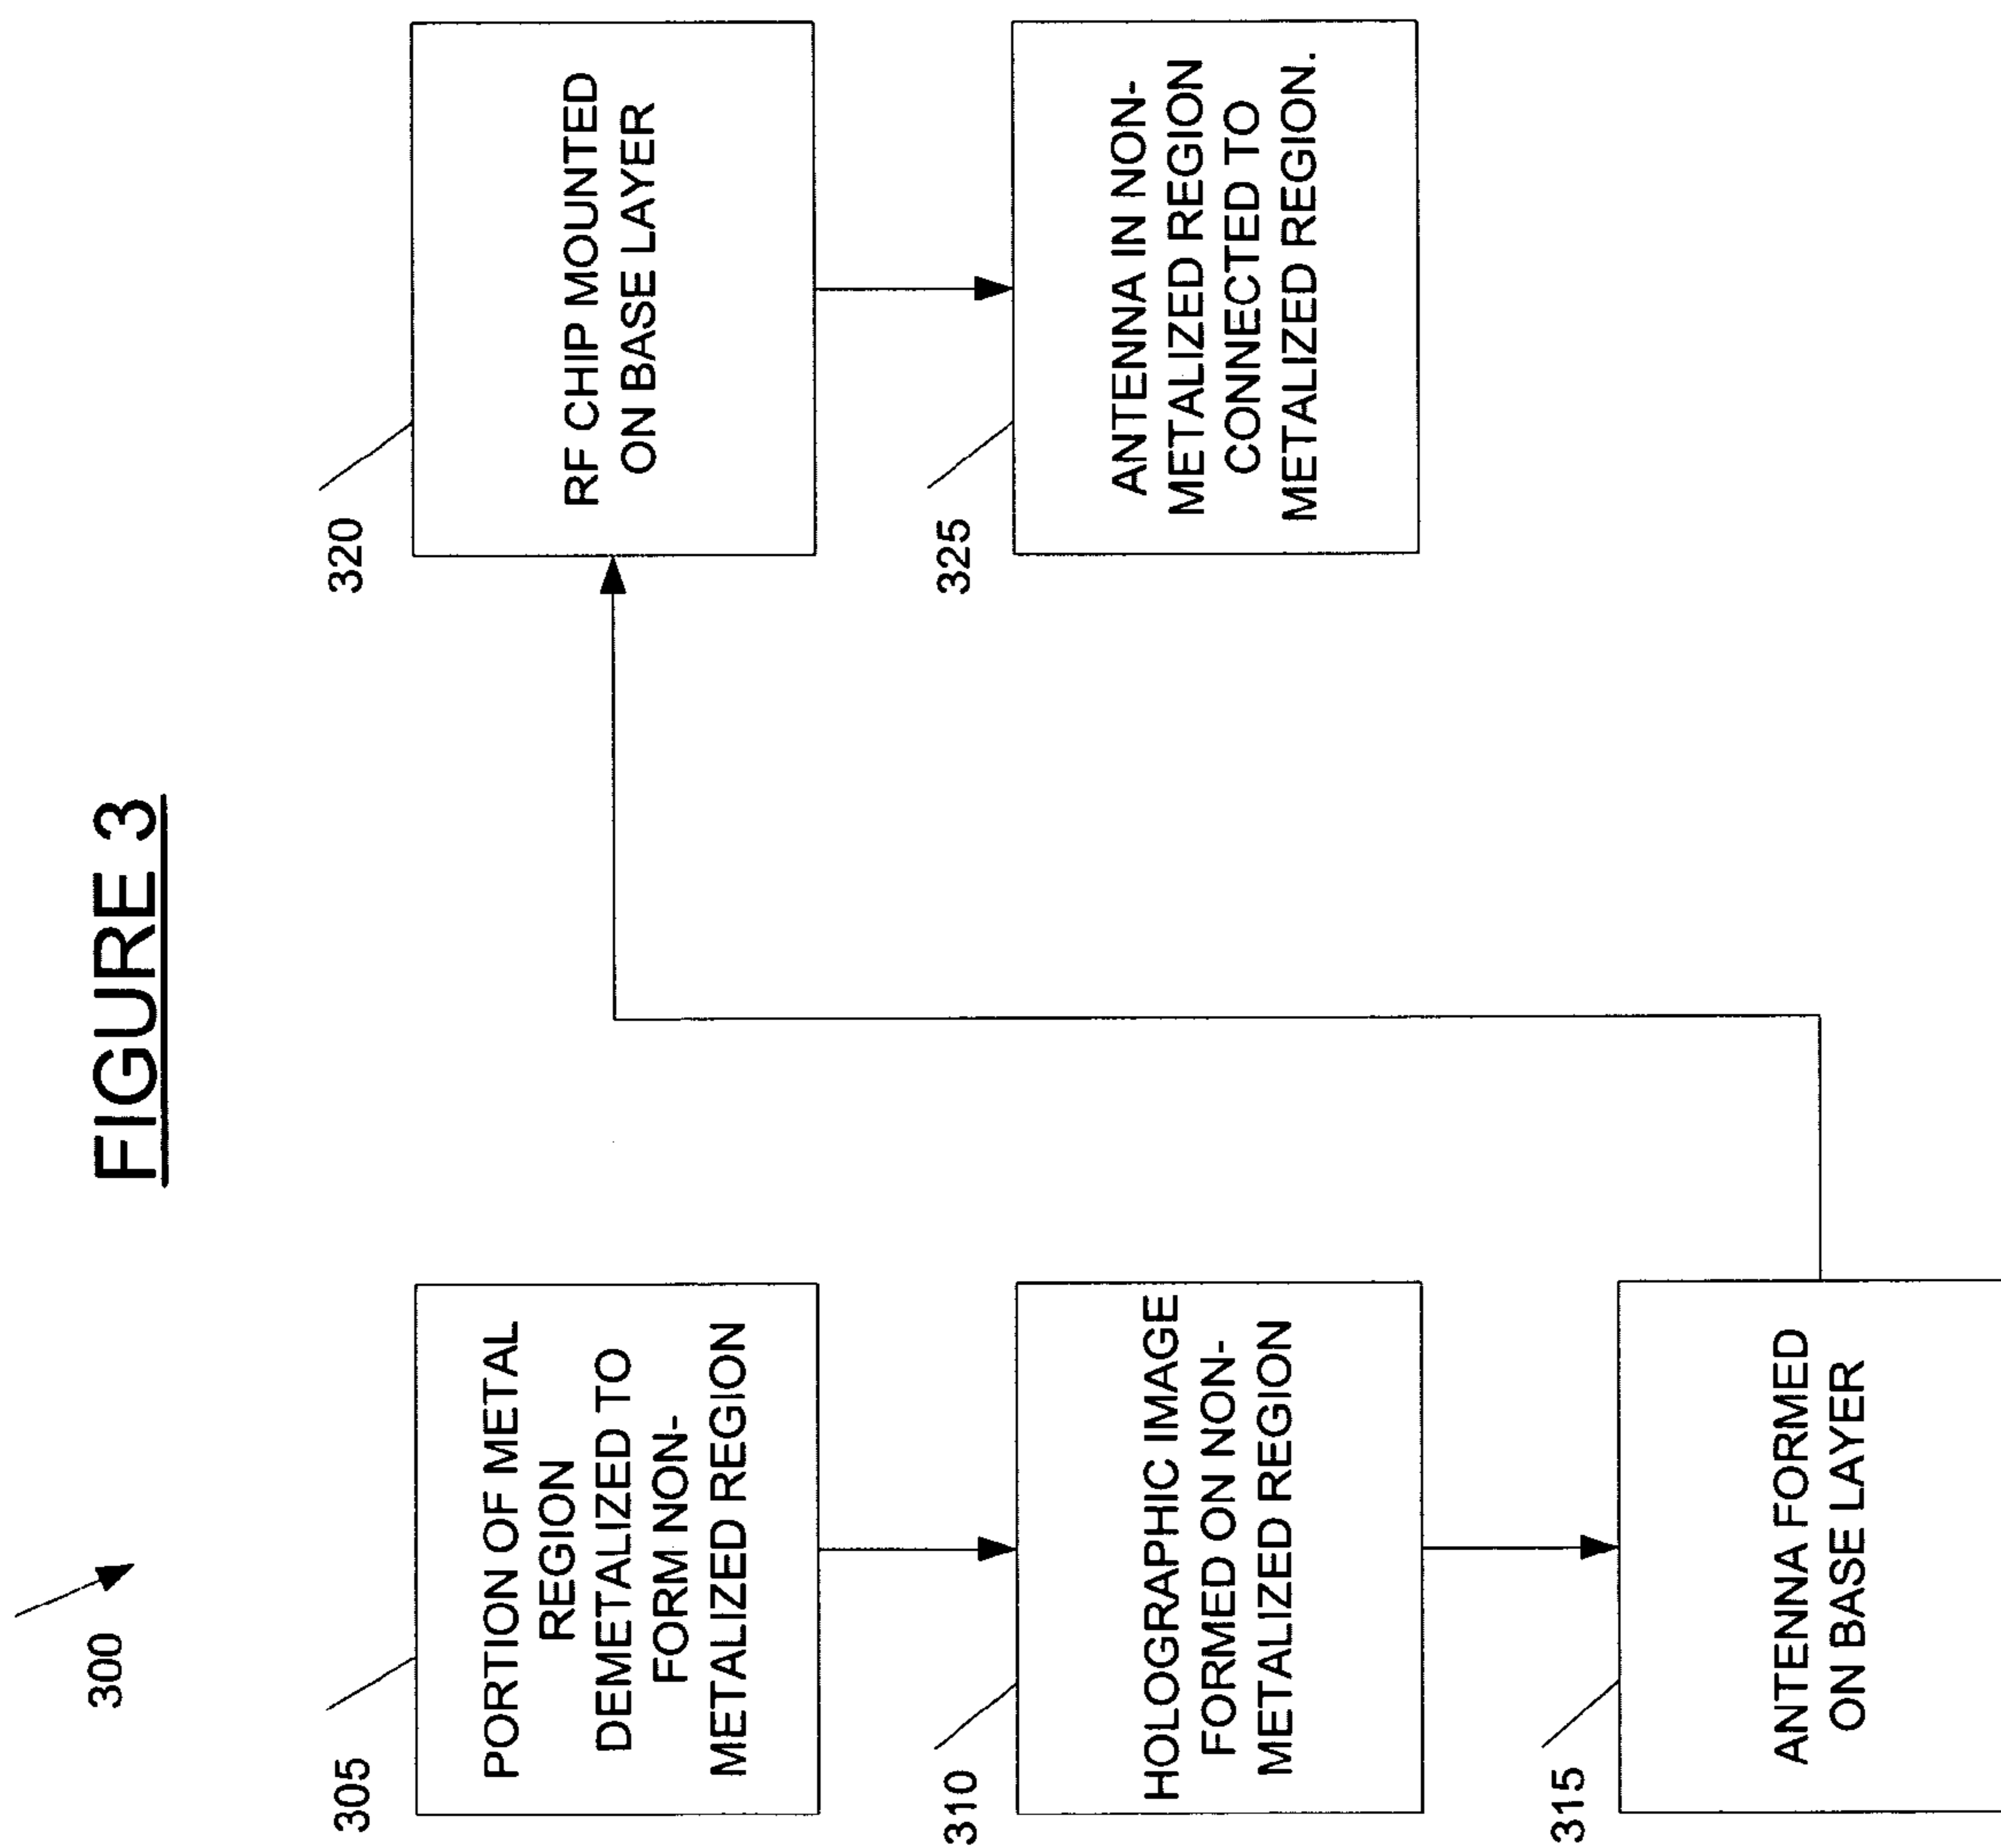 FIGURE 3
300
305
PORTION OF METAL
REGION
DEMETALIZED TO
FORM NON-
METALIZED REGION
310
HOLOGRAPHIC IMAGE
FORMED ON NON-
METALIZED REGION
315
ANTENNA FORMED
ON BASE LAYER
320
RF CHIP MOUNTED
ON BASE LAYER
325
ANTENNA IN NON-
METALIZED REGION
CONNECTED TO
METALIZED REGION.